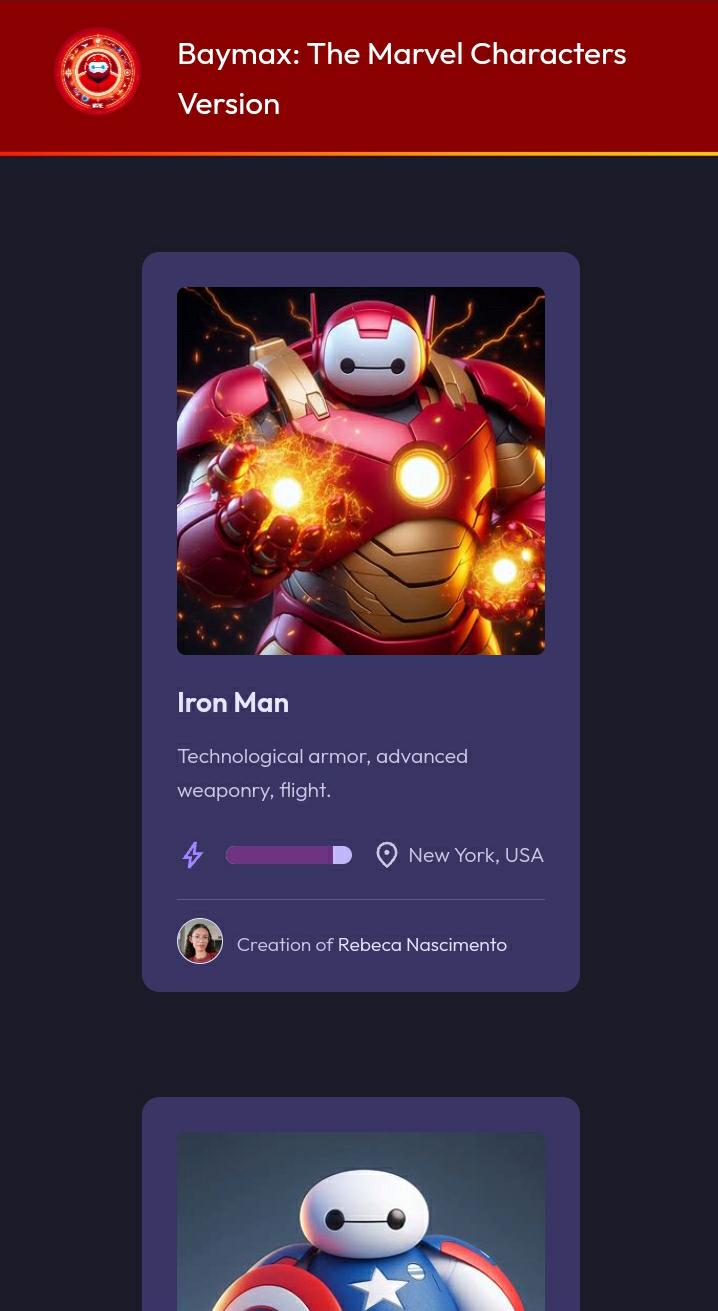 Baymax: The Marvel Characters
Version
Iron Man
Technological armor, advanced
weaponry, flight.
New York, USA
Creation of Rebeca Nascimento